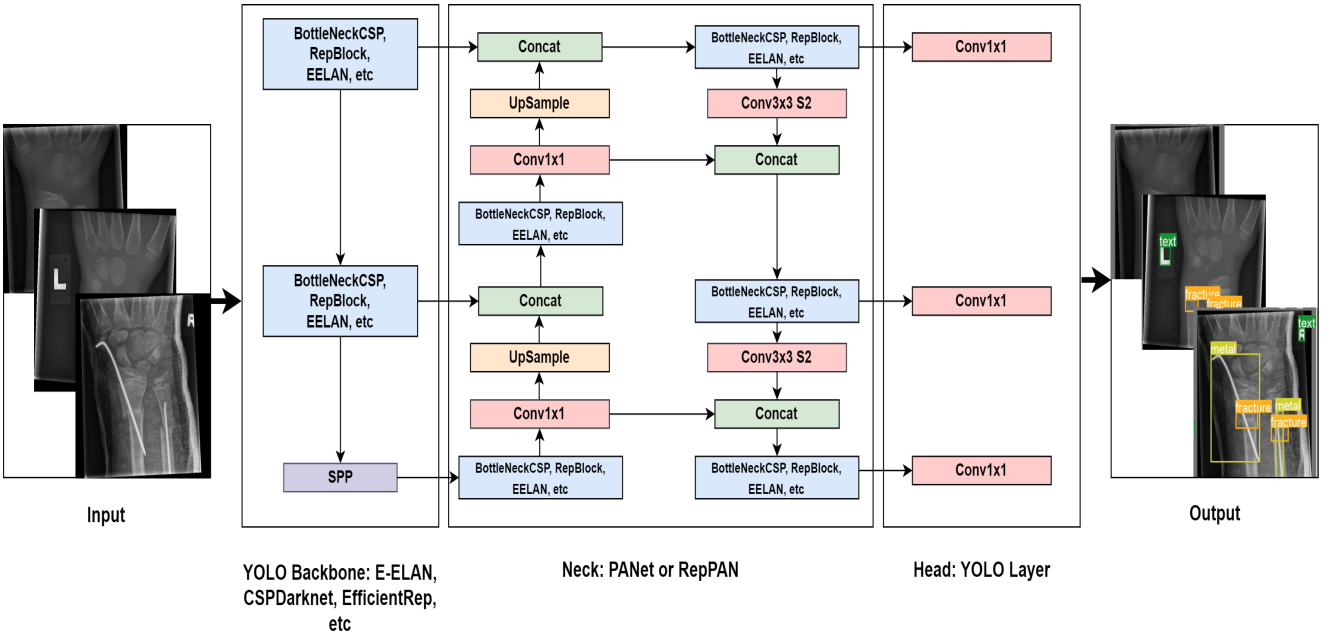 BottleNeckCSP,
RepBlock,
EELAN, etc
BottleNeckCSP,
RepBlock,
EELAN, etc
SPP
Concat
UpSample
Conv1x1
BottleNeckCSP, RepBlock,
EELAN, etc
Concat
UpSample
Conv1x1
BottleNeckCSP, RepBlock,
EELAN, etc
BottleNeckCSP, RepBlock,
EELAN, etc
Conv3x3 S2
Concat
BottleNeckCSP, RepBlock,
EELAN, etc
Conv3x3 S2
Concat
BottleNeckCSP, RepBlock,
EELAN, etc
Conv1x1
Conv1x1
Conv1x1
L
R
text
L
fracture
fracture
text
R
metal
fracture
metal
fracture
Input
Output
YOLO Backbone: E-ELAN,
CSPDarknet, EfficientRep,
etc
Neck: PANet or RepPAN
Head: YOLO Layer